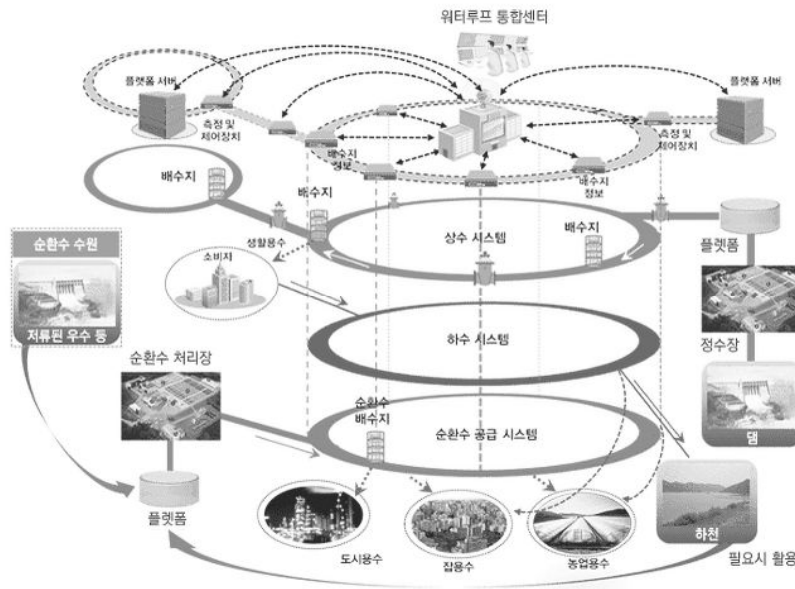 워터루프 통합센터
플랫폼 서버
플랫폼 서버
측정 및
제어장치
측정 및
제어장치
배수지
정보
배수지
정보
배수지
배수지
상수 시스템
배수지
생활용수
소비지
플렛폼
순환수 수원
저류된 우수 등
정수장
하수 시스템
순환수 처리장
순환수
배수지
순환수 공급 시스템
댐
플렛폼
하천
도시용수
잡용수
농업용수
필요시 활용